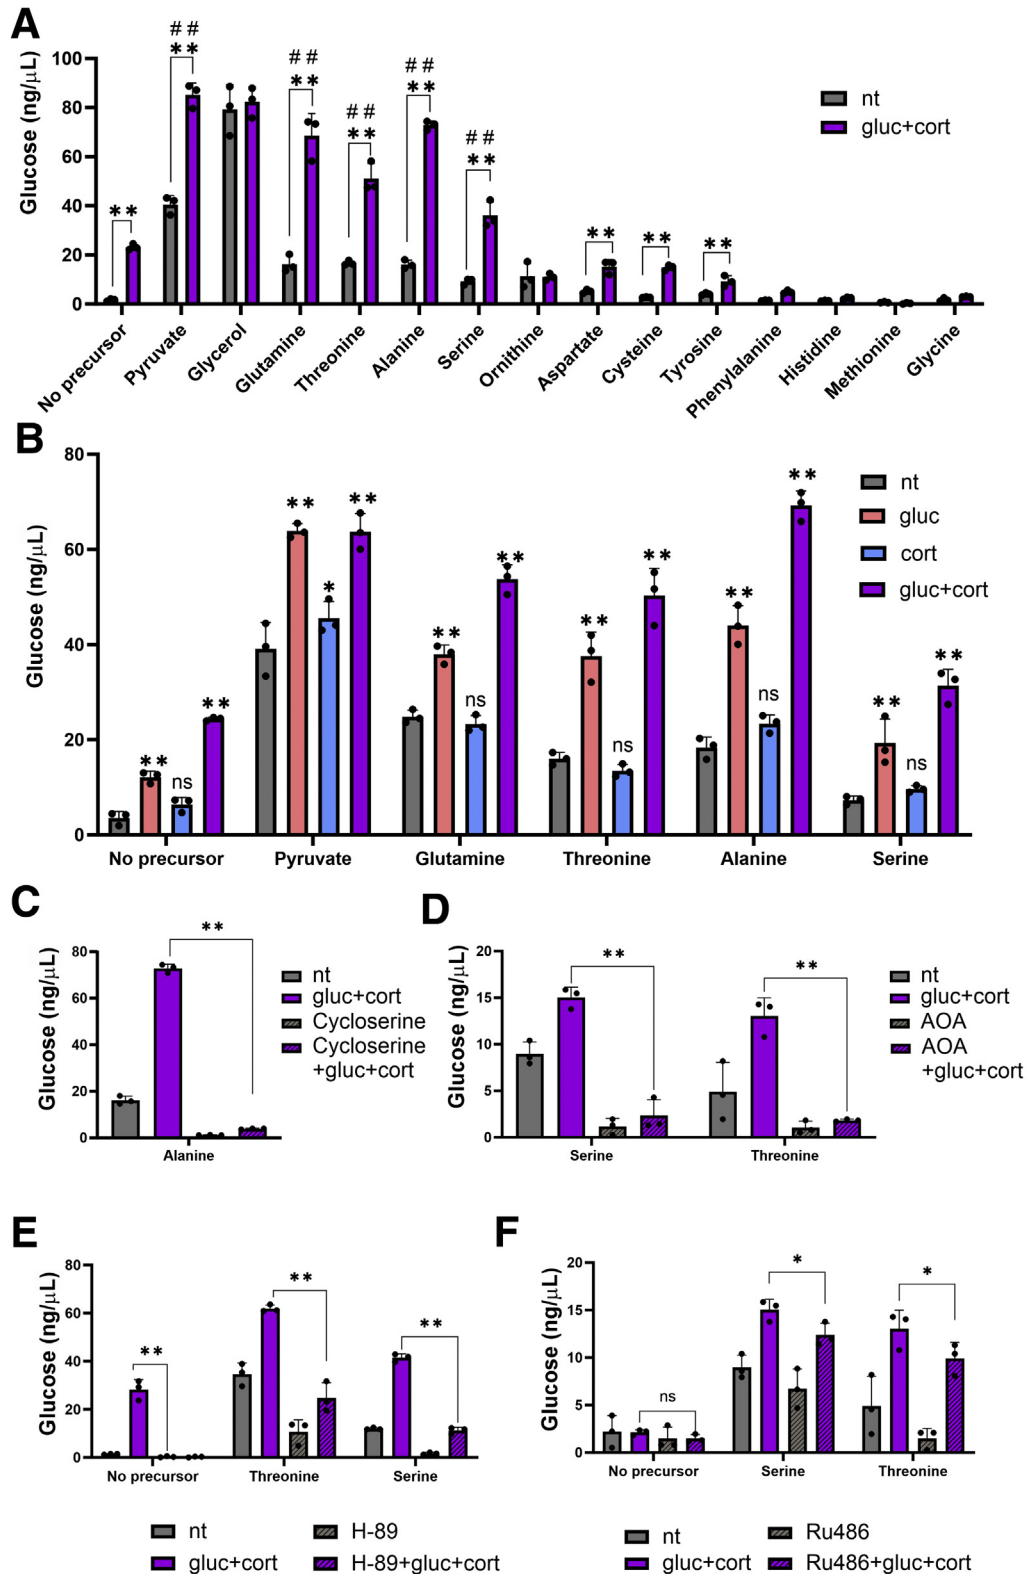 A
Glucose (ng/µL)
100
80
60
40
20
0
**
##
**
##
**
##
**
##
**
##
**
**
**
**
nt
gluc+cort
No precursor
Pyruvate
Glycerol
Glutamine
Threonine
Alanine
Serine
Ornithine
Aspartate
Cysteine
Tyrosine
Phenylalanine
Histidine
Methionine
Glycine
B
Glucose (ng/µL)
80
60
40
20
0
**
ns
**
**
*
**
**
ns
**
**
ns
**
**
ns
**
**
ns
**
nt
gluc
cort
gluc+cort
No precursor
Pyruvate
Glutamine
Threonine
Alanine
Serine
C
Glucose (ng/µL)
80
60
40
20
0
**
nt
gluc+cort
Cycloserine
Cycloserine
+gluc+cort
Alanine
D
Glucose (ng/µL)
20
15
10
5
0
**
**
nt
gluc+cort
AOA
AOA
+gluc+cort
Serine
Threonine
E
Glucose (ng/µL)
80
60
40
20
0
**
**
**
No precursor
Threonine
Serine
nt
gluc+cort
H-89
H-89+gluc+cort
F
Glucose (ng/µL)
20
15
10
5
0
ns
*
*
No precursor
Serine
Threonine
nt
gluc+cort
Ru486
Ru486+gluc+cort